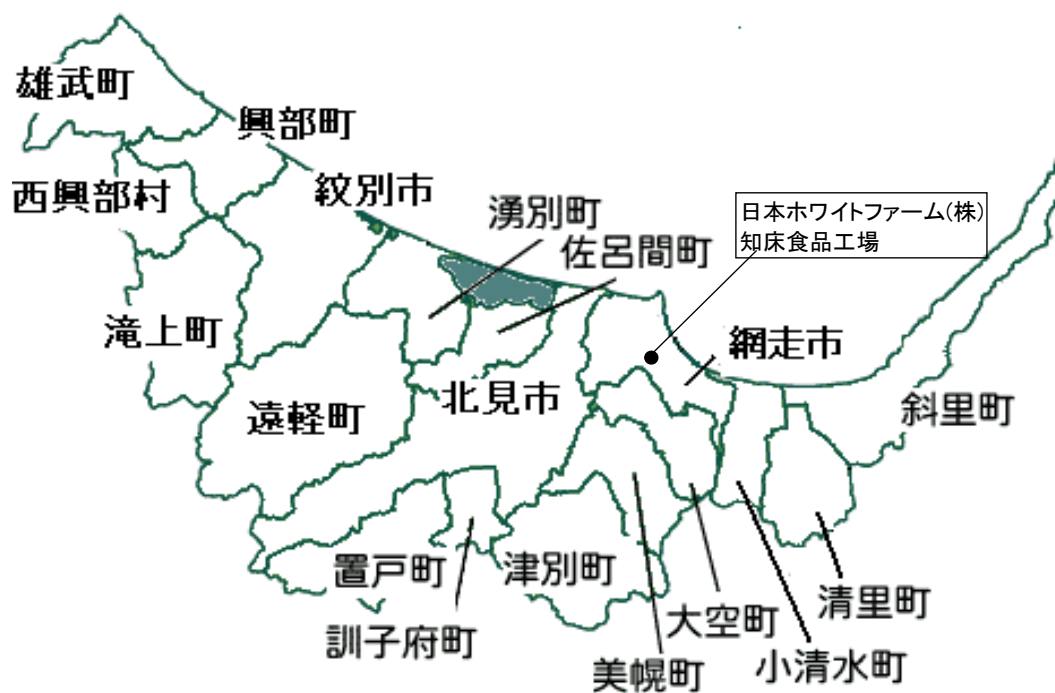 雄武町
興部町
西興部村
紋別市
湧別町
佐呂間町
日本ホワイトファーム(株)
知床食品工場
滝上町
網走市
遠軽町
北見市
斜里町
置戸町
津別町
訓子府町
大空町
清里町
美幌町
小清水町